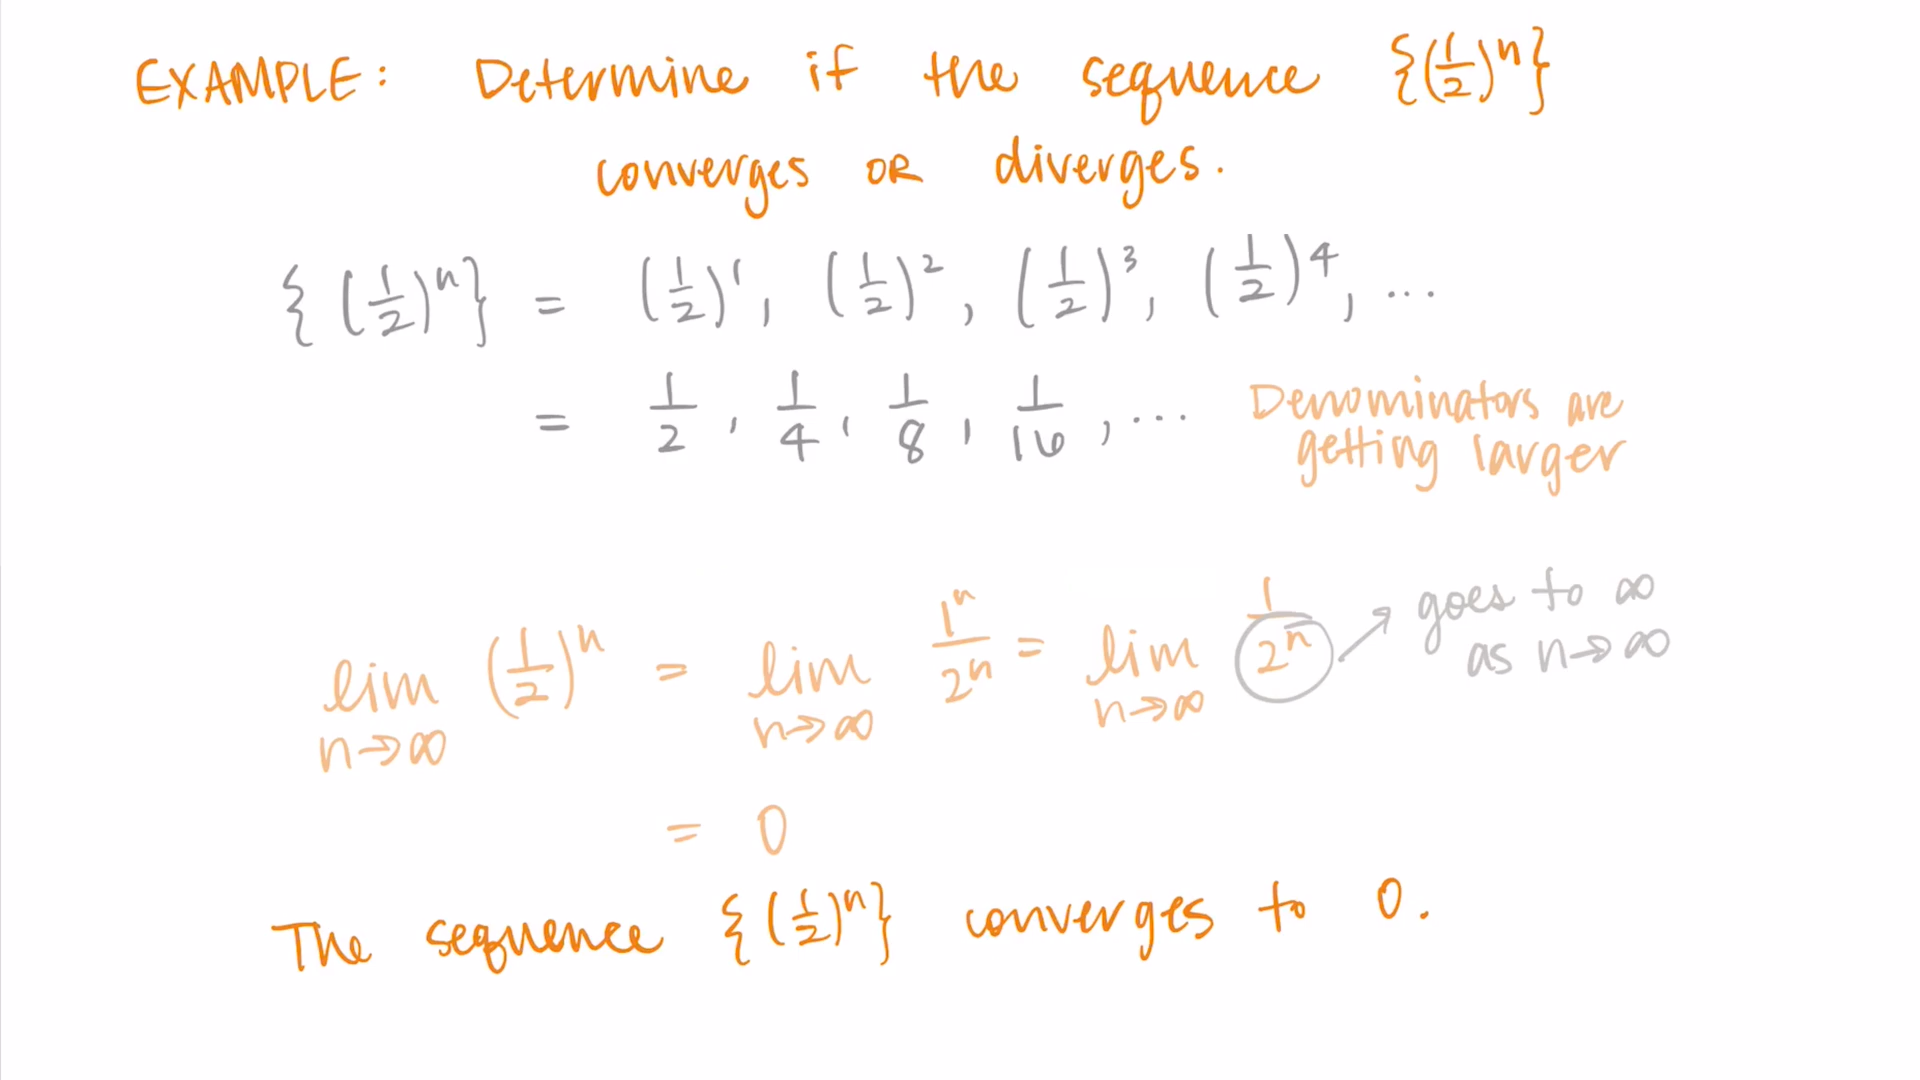 EXAMPLE: Determine if the sequence {(1/2)^n}
converges OR diverges.
{(1/2)^n} = (1/2)^1, (1/2)^2, (1/2)^3, (1/2)^4, ...
= 1/2, 1/4, 1/8, 1/16, ... Denominators are
getting larger
lim n→∞ (1/2)^n = lim n→∞ 1^n/2^n = lim n→∞ 1/2^n → goes to ∞
as n→∞
= 0
The sequence {(1/2)^n} converges to 0.